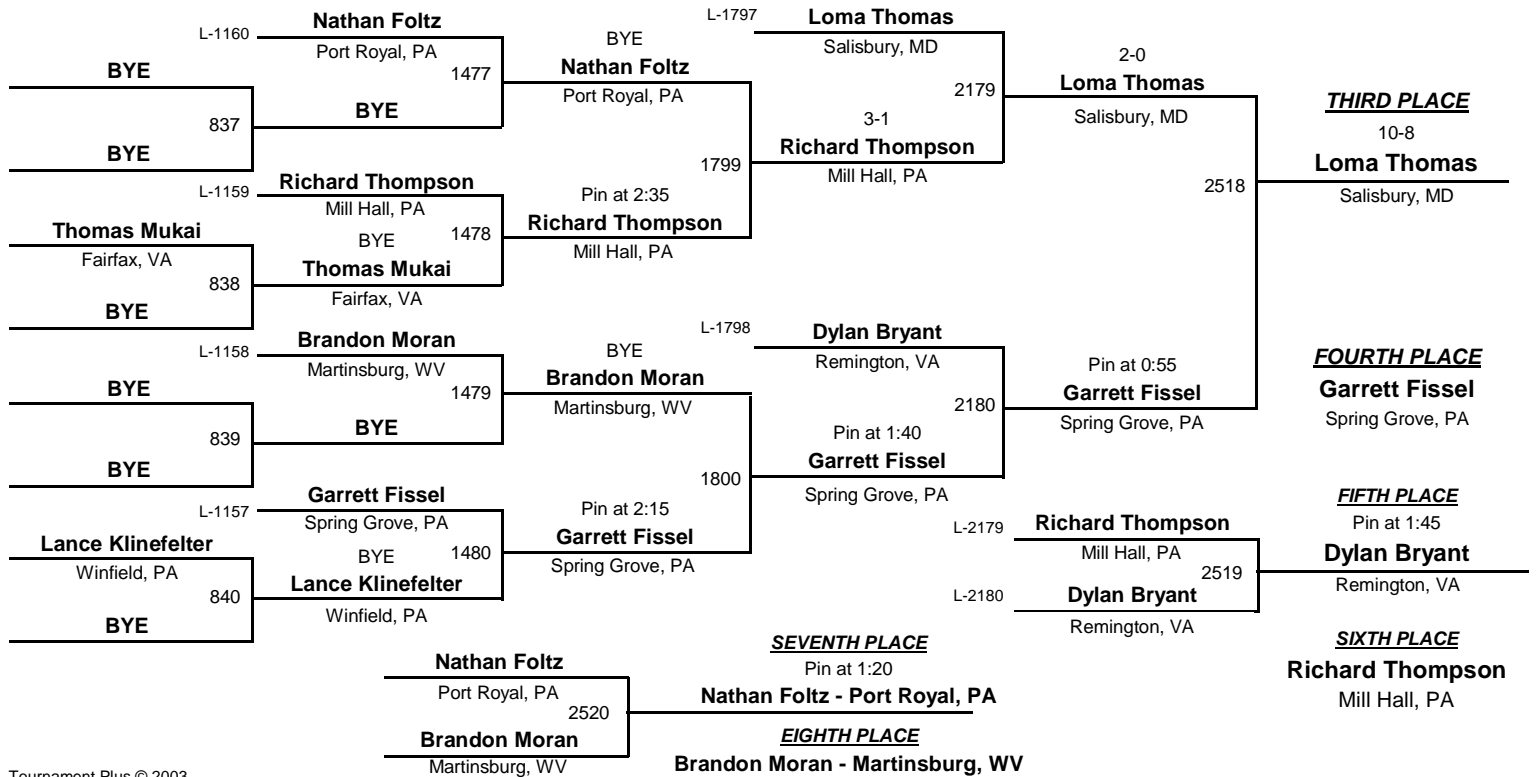 L-1160
Nathan Foltz
Port Royal, PA
BYE
837
BYE
1477
BYE
BYE
Nathan Foltz
Port Royal, PA
L-1159
Richard Thompson
Mill Hall, PA
Thomas Mukai
Fairfax, VA
838
BYE
BYE
Thomas Mukai
Fairfax, VA
1478
Pin at 2:35
Richard Thompson
Mill Hall, PA
1799
L-1158
Brandon Moran
Martinsburg, WV
BYE
839
BYE
1479
BYE
BYE
Brandon Moran
Martinsburg, WV
L-1157
Garrett Fissel
Spring Grove, PA
Lance Klinefelter
Winfield, PA
840
BYE
BYE
Lance Klinefelter
Winfield, PA
1480
Pin at 2:15
Garrett Fissel
Spring Grove, PA
1800
L-1797
Loma Thomas
Salisbury, MD
2179
3-1
Richard Thompson
Mill Hall, PA
2-0
Loma Thomas
Salisbury, MD
L-1798
Dylan Bryant
Remington, VA
2180
Pin at 1:40
Garrett Fissel
Spring Grove, PA
Pin at 0:55
Garrett Fissel
Spring Grove, PA
2518
THIRD PLACE
10-8
Loma Thomas
Salisbury, MD
FOURTH PLACE
Garrett Fissel
Spring Grove, PA
L-2179
Richard Thompson
Mill Hall, PA
2519
L-2180
Dylan Bryant
Remington, VA
FIFTH PLACE
Pin at 1:45
Dylan Bryant
Remington, VA
SIXTH PLACE
Richard Thompson
Mill Hall, PA
Nathan Foltz
Port Royal, PA
2520
Brandon Moran
Martinsburg, WV
SEVENTH PLACE
Pin at 1:20
Nathan Foltz - Port Royal, PA
EIGHTH PLACE
Brandon Moran - Martinsburg, WV
Tournament Plus © 2003